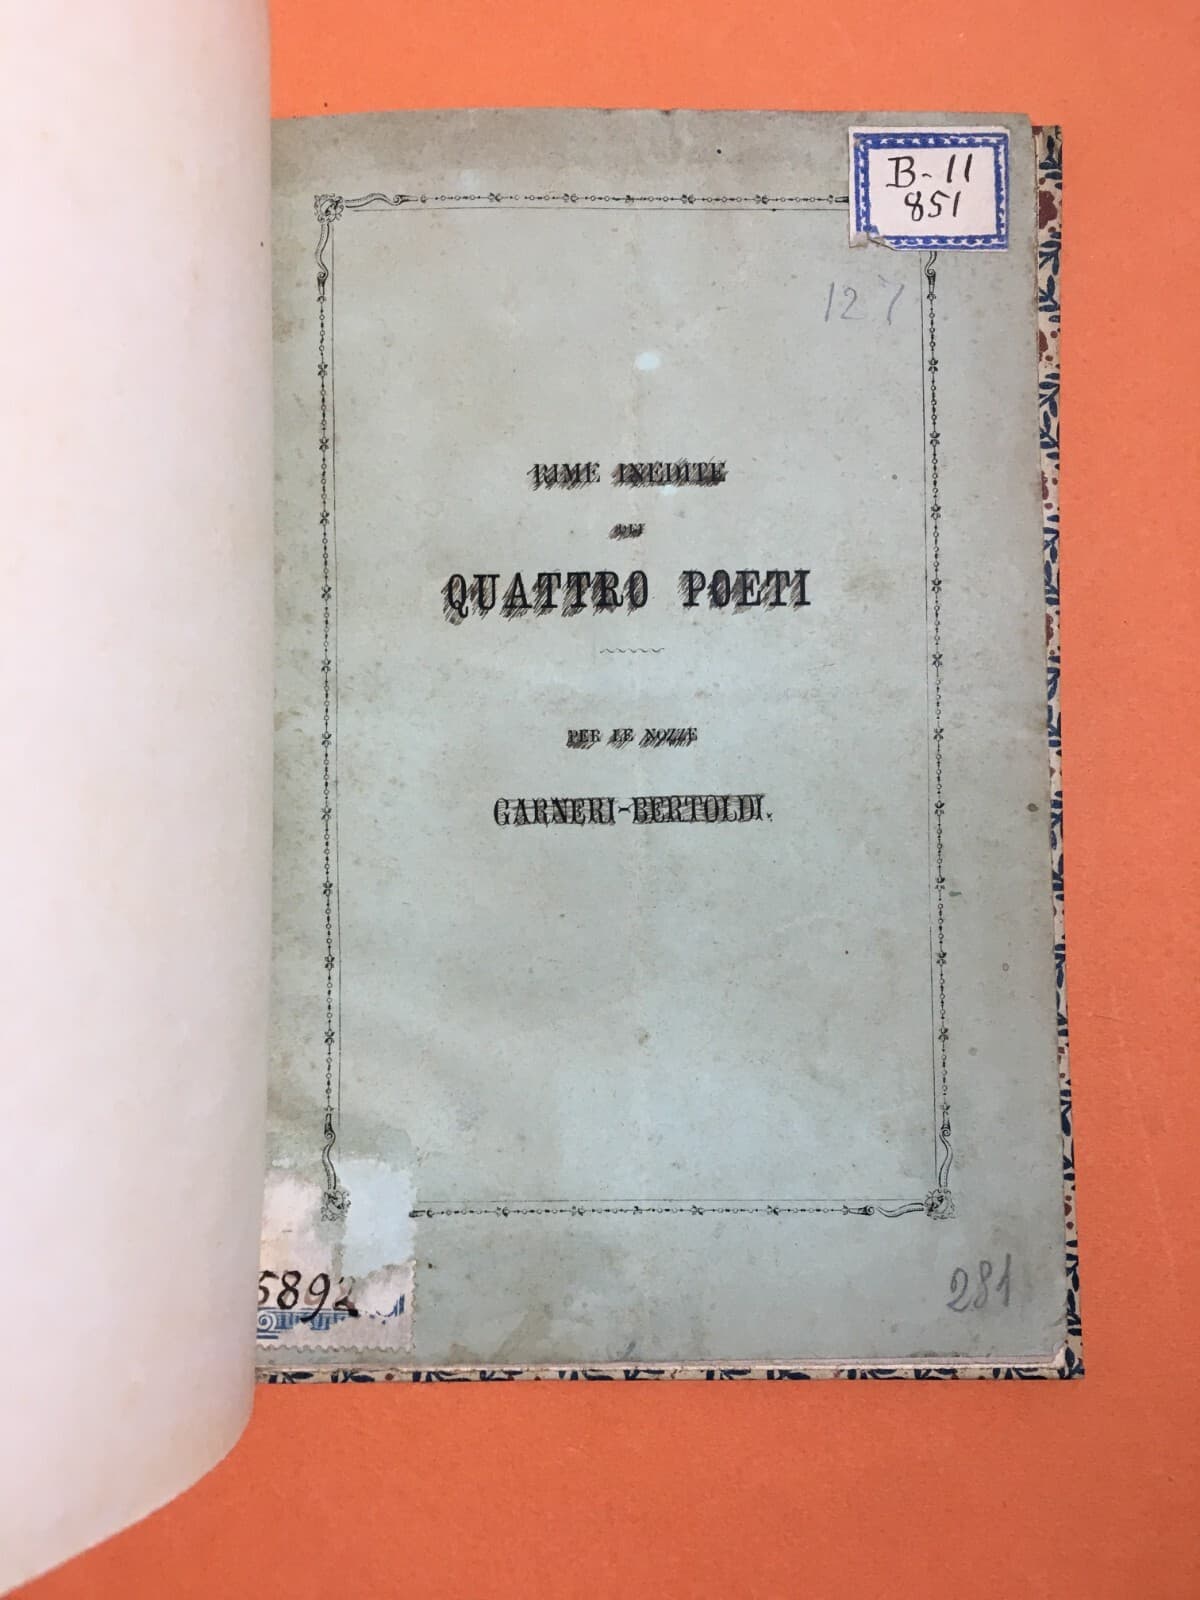 B-11
851
127
RIME INEDITE
DEI
QUATTRO POETI
PER LE NOZZE
GARNERI-BERTOLDI.
5892
281